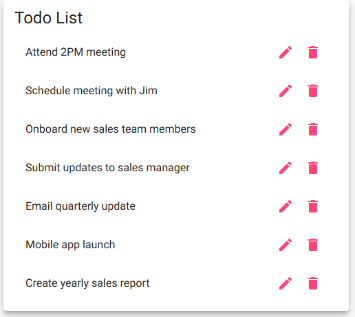 Todo List
Attend 2PM meeting
Schedule meeting with Jim
Onboard new sales team members
Submit updates to sales manager
Email quarterly update
Mobile app launch
Create yearly sales report